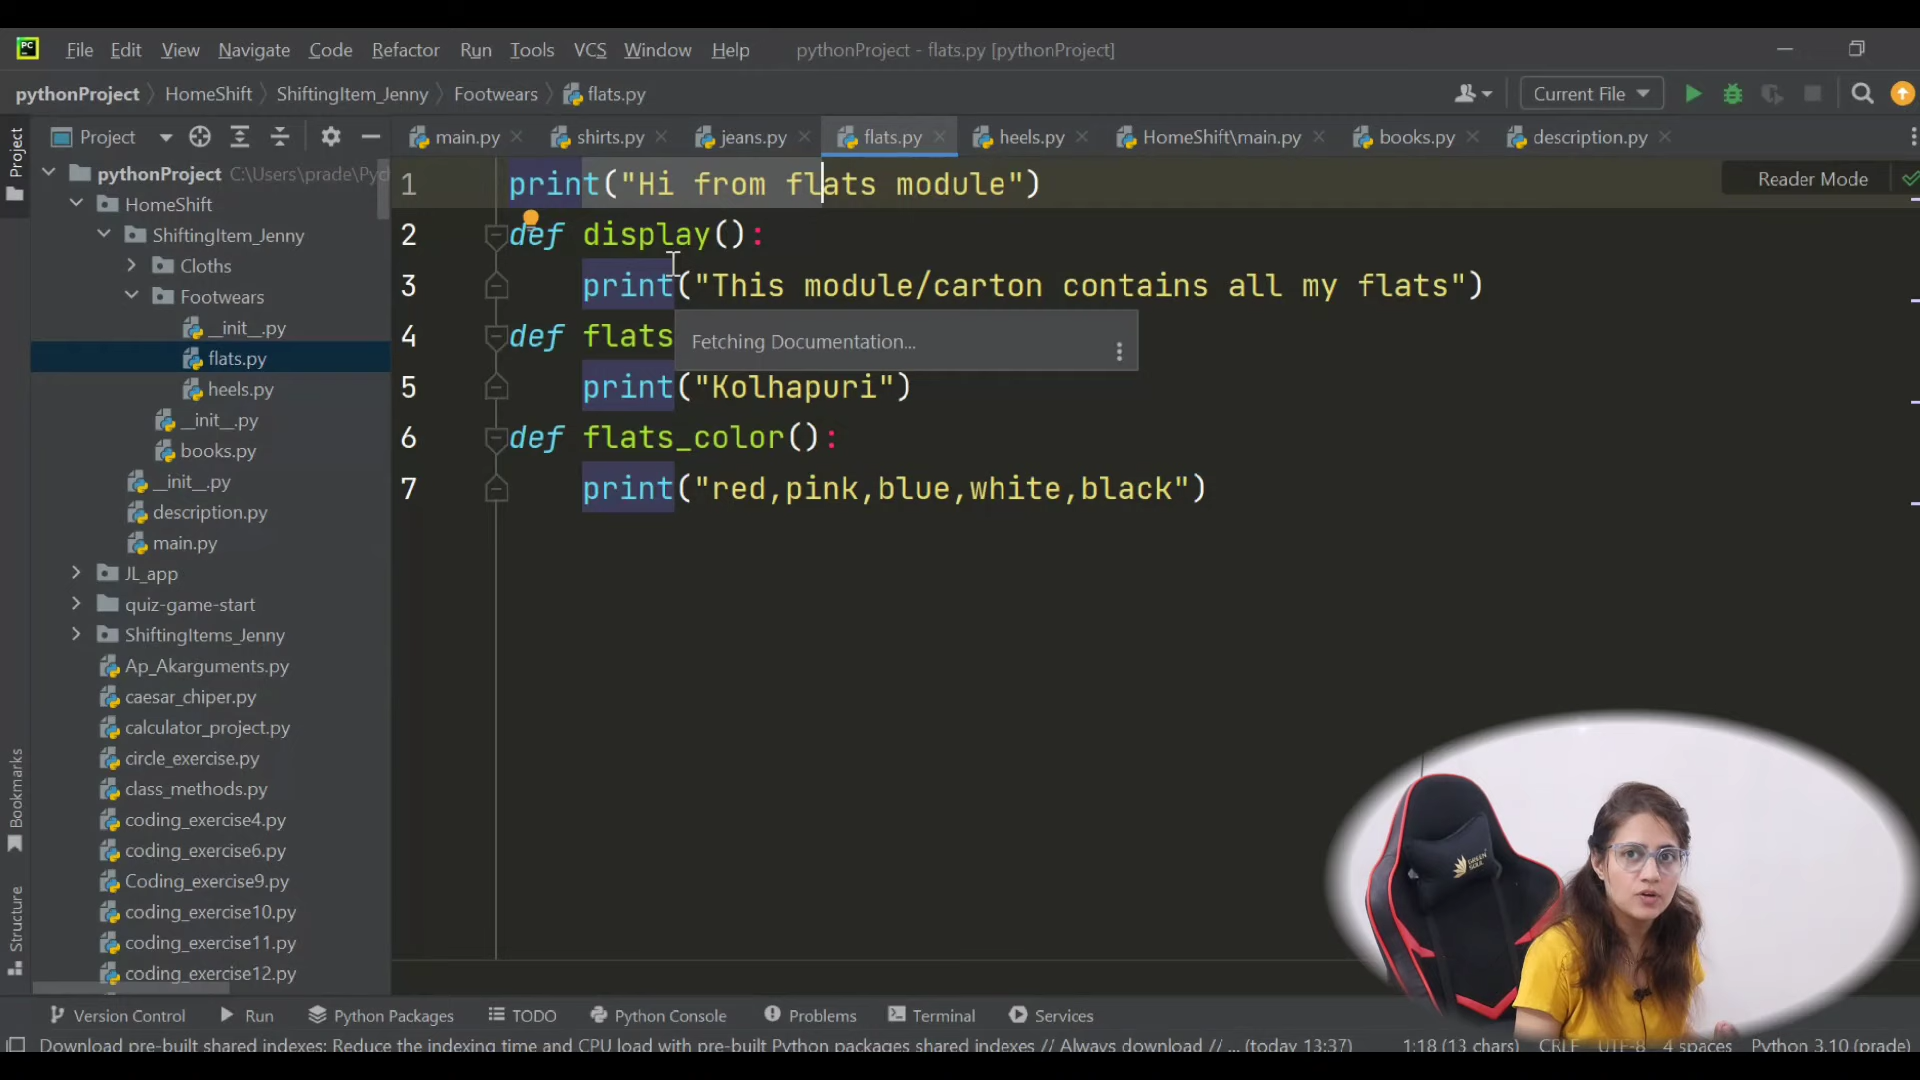 PC File Edit View Navigate Code Refactor Run Tools VCS Window Help pythonProject - flats.py [pythonProject]
pythonProject HomeShift ShiftingItem_Jenny Footwears flats.py Current File
Project main.py shirts.py jeans.py flats.py heels.py HomeShift\main.py books.py description.py
Project
pythonProject C:\Users\prade\Pyc
HomeShift
ShiftingItem_Jenny
Cloths
Footwears
__init__.py
flats.py
heels.py
__init__.py
books.py
__init__.py
description.py
main.py
JL_app
quiz-game-start
ShiftingItems_Jenny
Ap_Akarguments.py
caesar_chiper.py
calculator_project.py
circle_exercise.py
class_methods.py
coding_exercise4.py
coding_exercise6.py
Coding_exercise9.py
coding_exercise10.py
coding_exercise11.py
coding_exercise12.py
Bookmarks
Structure
1 print("Hi from flats module")
Reader Mode
2 def display():
3 print("This module/carton contains all my flats")
4 def flats
Fetching Documentation...
5 print("Kolhapuri")
6 def flats_color():
7 print("red,pink,blue,white,black")
GREEN SOUL
Version Control Run Python Packages TODO Python Console Problems Terminal Services
Download pre-built shared indexes: Reduce the indexing time and CPU load with pre-built Python packages shared indexes // Always download // ... (today 13:37) 1:18 (13 chars) CRLF UTF-8 4 spaces Python 3.10 (prade)